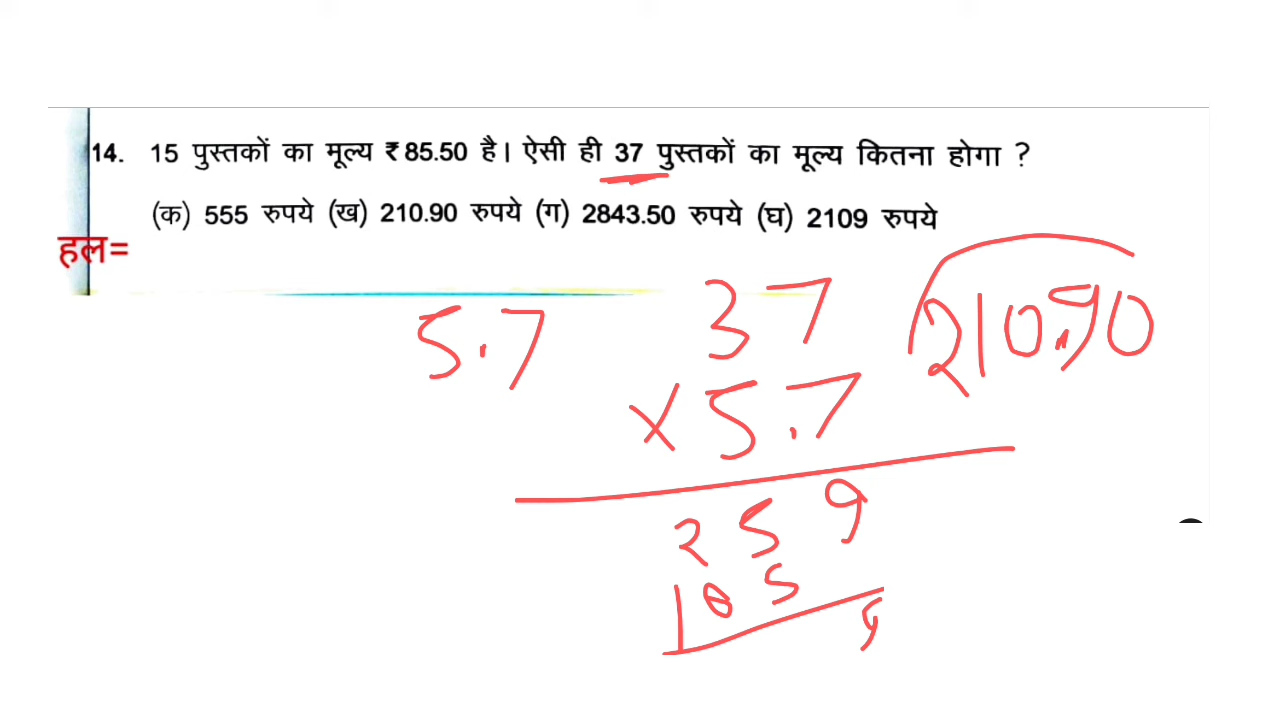 14. 15 पुस्तकों का मूल्य ₹ 85.50 है। ऐसी ही 37 पुस्तकों का मूल्य कितना होगा ?
(क) 555 रुपये (ख) 210.90 रुपये (ग) 2843.50 रुपये (घ) 2109 रुपये
हल=
5.7
37
210.90
× 5.7
259
185